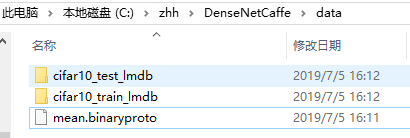 此电脑 > 本地磁盘 (C:) > zhh > DenseNetCaffe > data
名称 修改日期
cifar10_test_lmdb 2019/7/5 16:12
cifar10_train_lmdb 2019/7/5 16:12
mean.binaryproto 2019/7/5 16:11